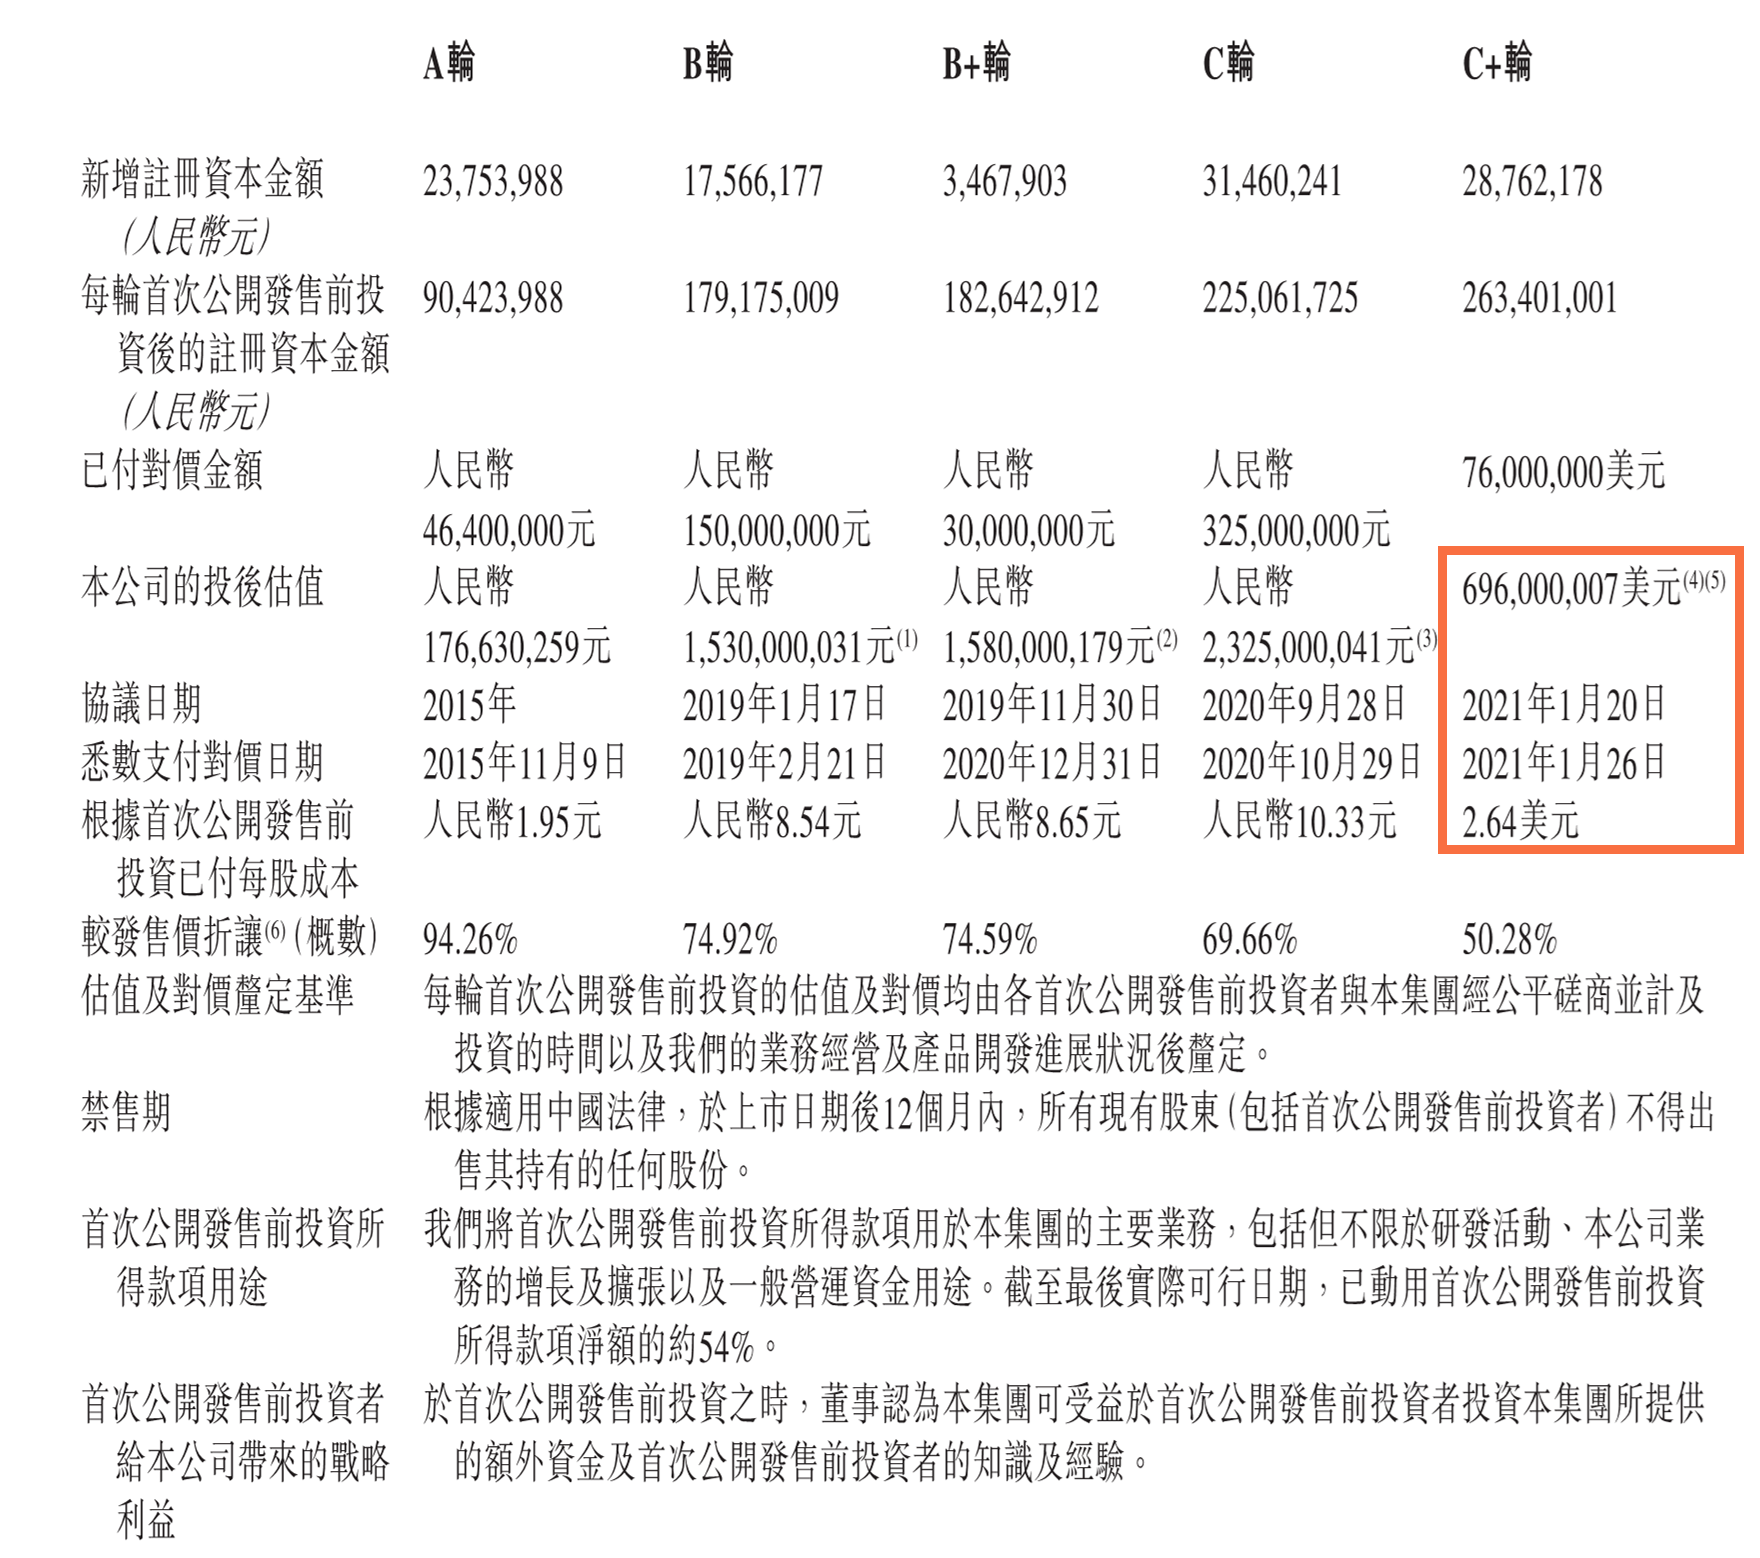 A輪 B輪 B+輪 C輪 C+輪
新增註冊資本金額 23,753,988 17,566,177 3,467,903 31,460,241 28,762,178
(人民幣元)
每輪首次公開發售前投 90,423,988 179,175,009 182,642,912 225,061,725 263,401,001
資後的註冊資本金額
(人民幣元)
已付對價金額 人民幣 人民幣 人民幣 人民幣 76,000,000美元
46,400,000元 150,000,000元 30,000,000元 325,000,000元
本公司的投後估值 人民幣 人民幣 人民幣 人民幣 696,000,007美元(4)(5)
176,630,259元 1,530,000,031元(1) 1,580,000,179元(2) 2,325,000,041元(3)
協議日期 2015年 2019年1月17日 2019年11月30日 2020年9月28日 2021年1月20日
悉數支付對價日期 2015年11月9日 2019年2月21日 2020年12月31日 2020年10月29日 2021年1月26日
根據首次公開發售前 人民幣1.95元 人民幣8.54元 人民幣8.65元 人民幣10.33元 2.64美元
投資已付每股成本
較發售價折讓(6)(概數) 94.26% 74.92% 74.59% 69.66% 50.28%
估值及對價釐定基準 每輪首次公開發售前投資的估值及對價均由各首次公開發售前投資者與本集團經公平磋商並計及
投資的時間以及我們的業務經營及產品開發進展狀況後釐定。
禁售期 根據適用中國法律，於上市日期後12個月內，所有現有股東(包括首次公開發售前投資者)不得出
售其持有的任何股份。
首次公開發售前投資所 我們將首次公開發售前投資所得款項用於本集團的主要業務，包括但不限於研發活動、本公司業
得款項用途 務的增長及擴張以及一般營運資金用途。截至最後實際可行日期，已動用首次公開發售前投資
所得款項淨額的約54%。
首次公開發售前投資者 於首次公開發售前投資之時，董事認為本集團可受益於首次公開發售前投資者投資本集團所提供
給本公司帶來的戰略 的額外資金及首次公開發售前投資者的知識及經驗。
利益